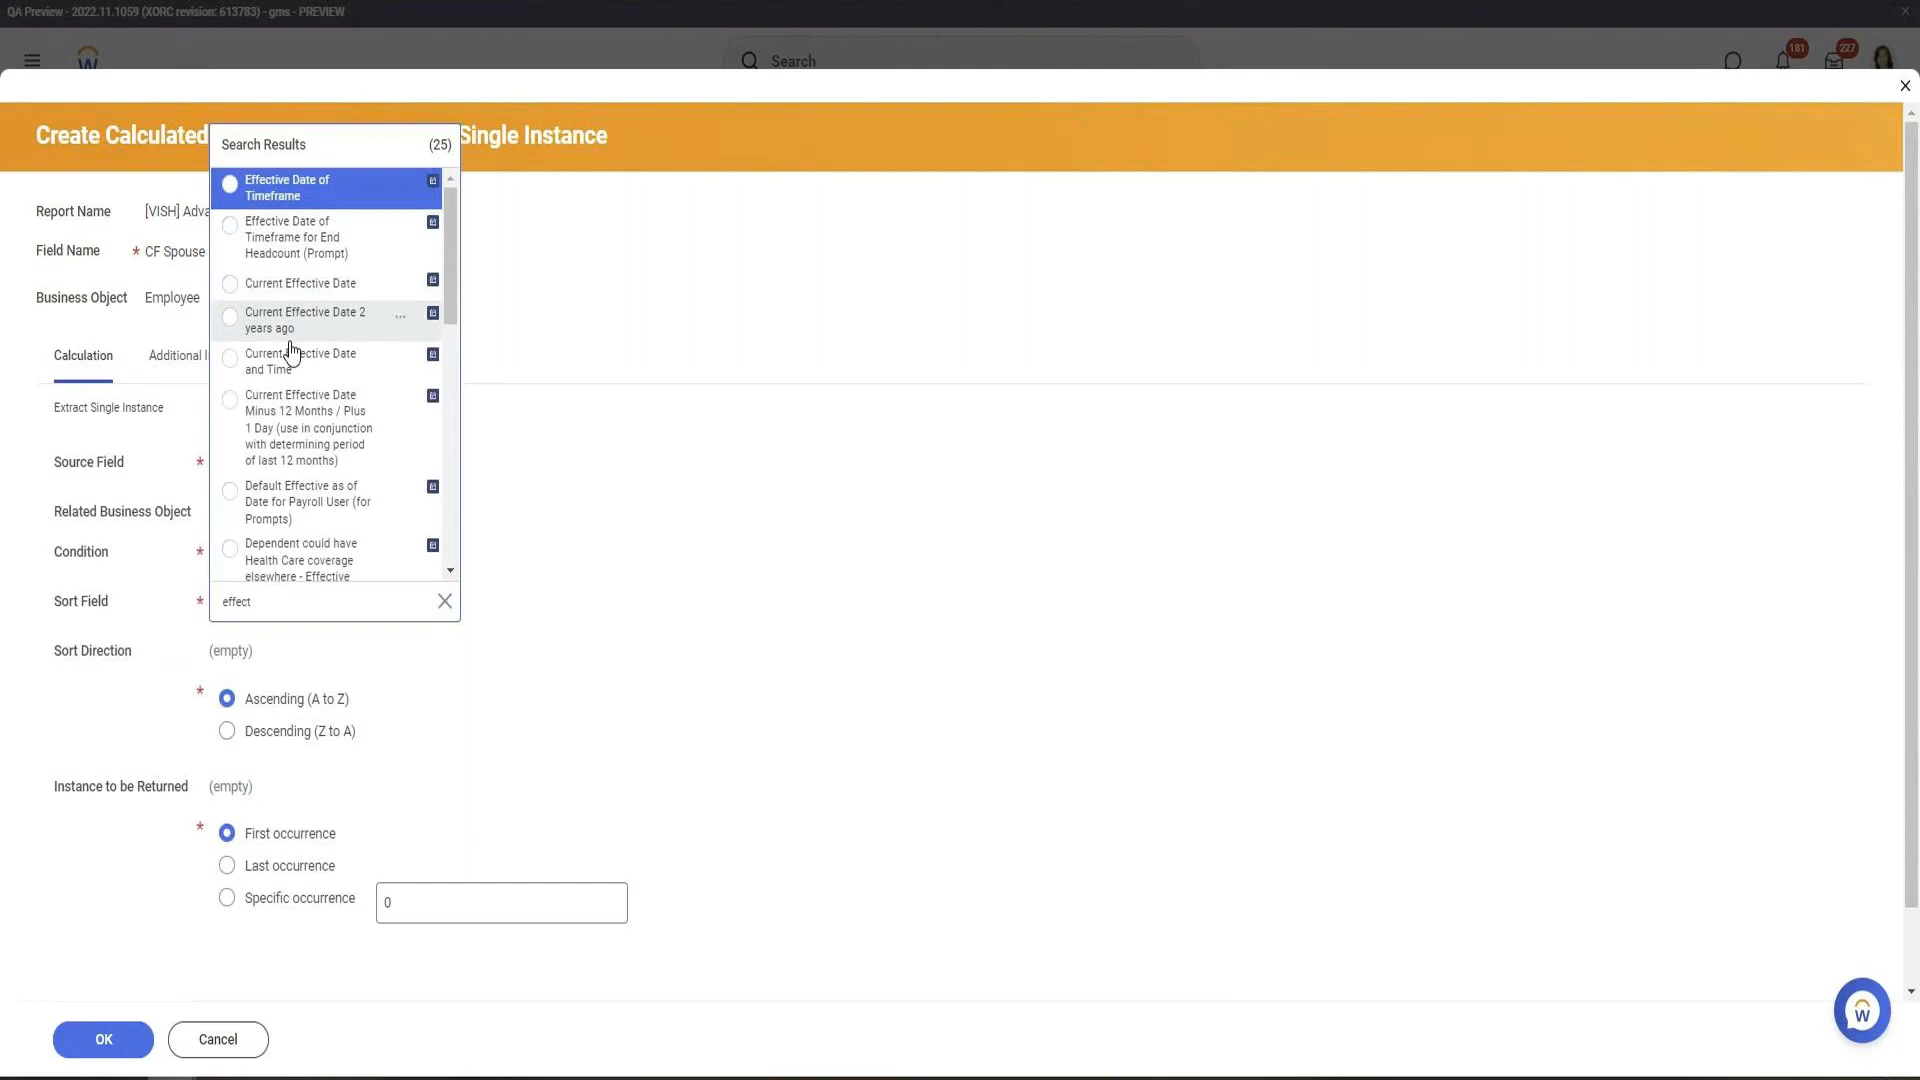 QA Preview - 2022.11.1059 (XORC revision: 613783) - gms - PREVIEW
Search
181
227
Create Calculated
Single Instance
Search Results (25)
Effective Date of
Timeframe
Effective Date of
Timeframe for End
Headcount (Prompt)
Current Effective Date
Current Effective Date 2
years ago
Current Effective Date
and Time
Current Effective Date
Minus 12 Months / Plus
1 Day (use in conjunction
with determining period
of last 12 months)
Default Effective as of
Date for Payroll User (for
Prompts)
Dependent could have
Health Care coverage
elsewhere - Effective
effect
Report Name [VISH] Adva
Field Name * CF Spouse
Business Object Employee
Calculation Additional I
Extract Single Instance
Source Field *
Related Business Object
Condition *
Sort Field *
Sort Direction (empty)
* Ascending (A to Z)
Descending (Z to A)
Instance to be Returned (empty)
* First occurrence
Last occurrence
Specific occurrence 0
OK Cancel